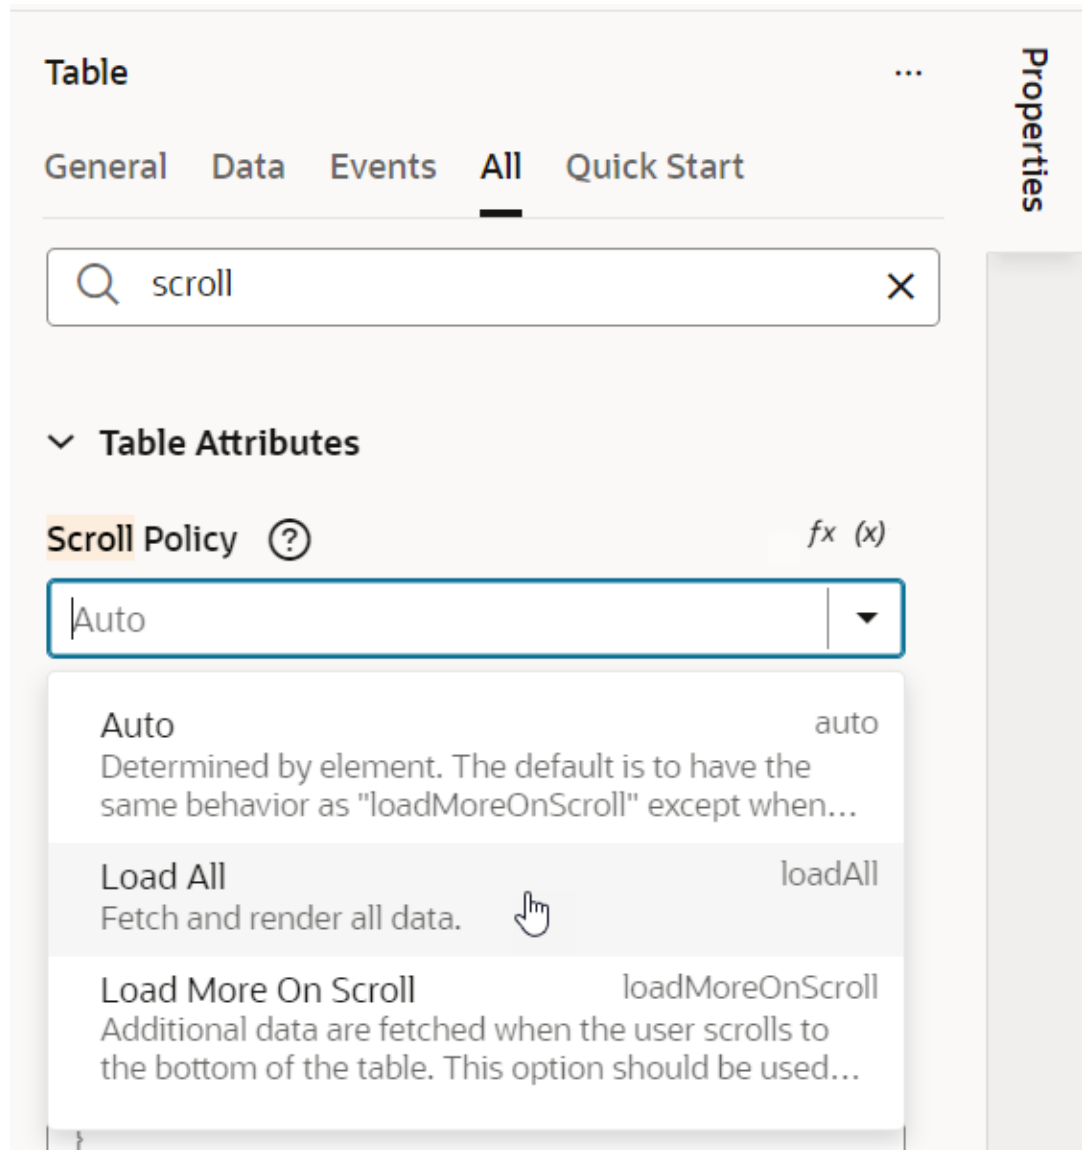 Table
...
Properties
General Data Events All Quick Start
scroll
Table Attributes
Scroll Policy ? fx (x)
Auto
Auto auto
Determined by element. The default is to have the
same behavior as "loadMoreOnScroll" except when...
Load All loadAll
Fetch and render all data.
Load More On Scroll loadMoreOnScroll
Additional data are fetched when the user scrolls to
the bottom of the table. This option should be used...
}